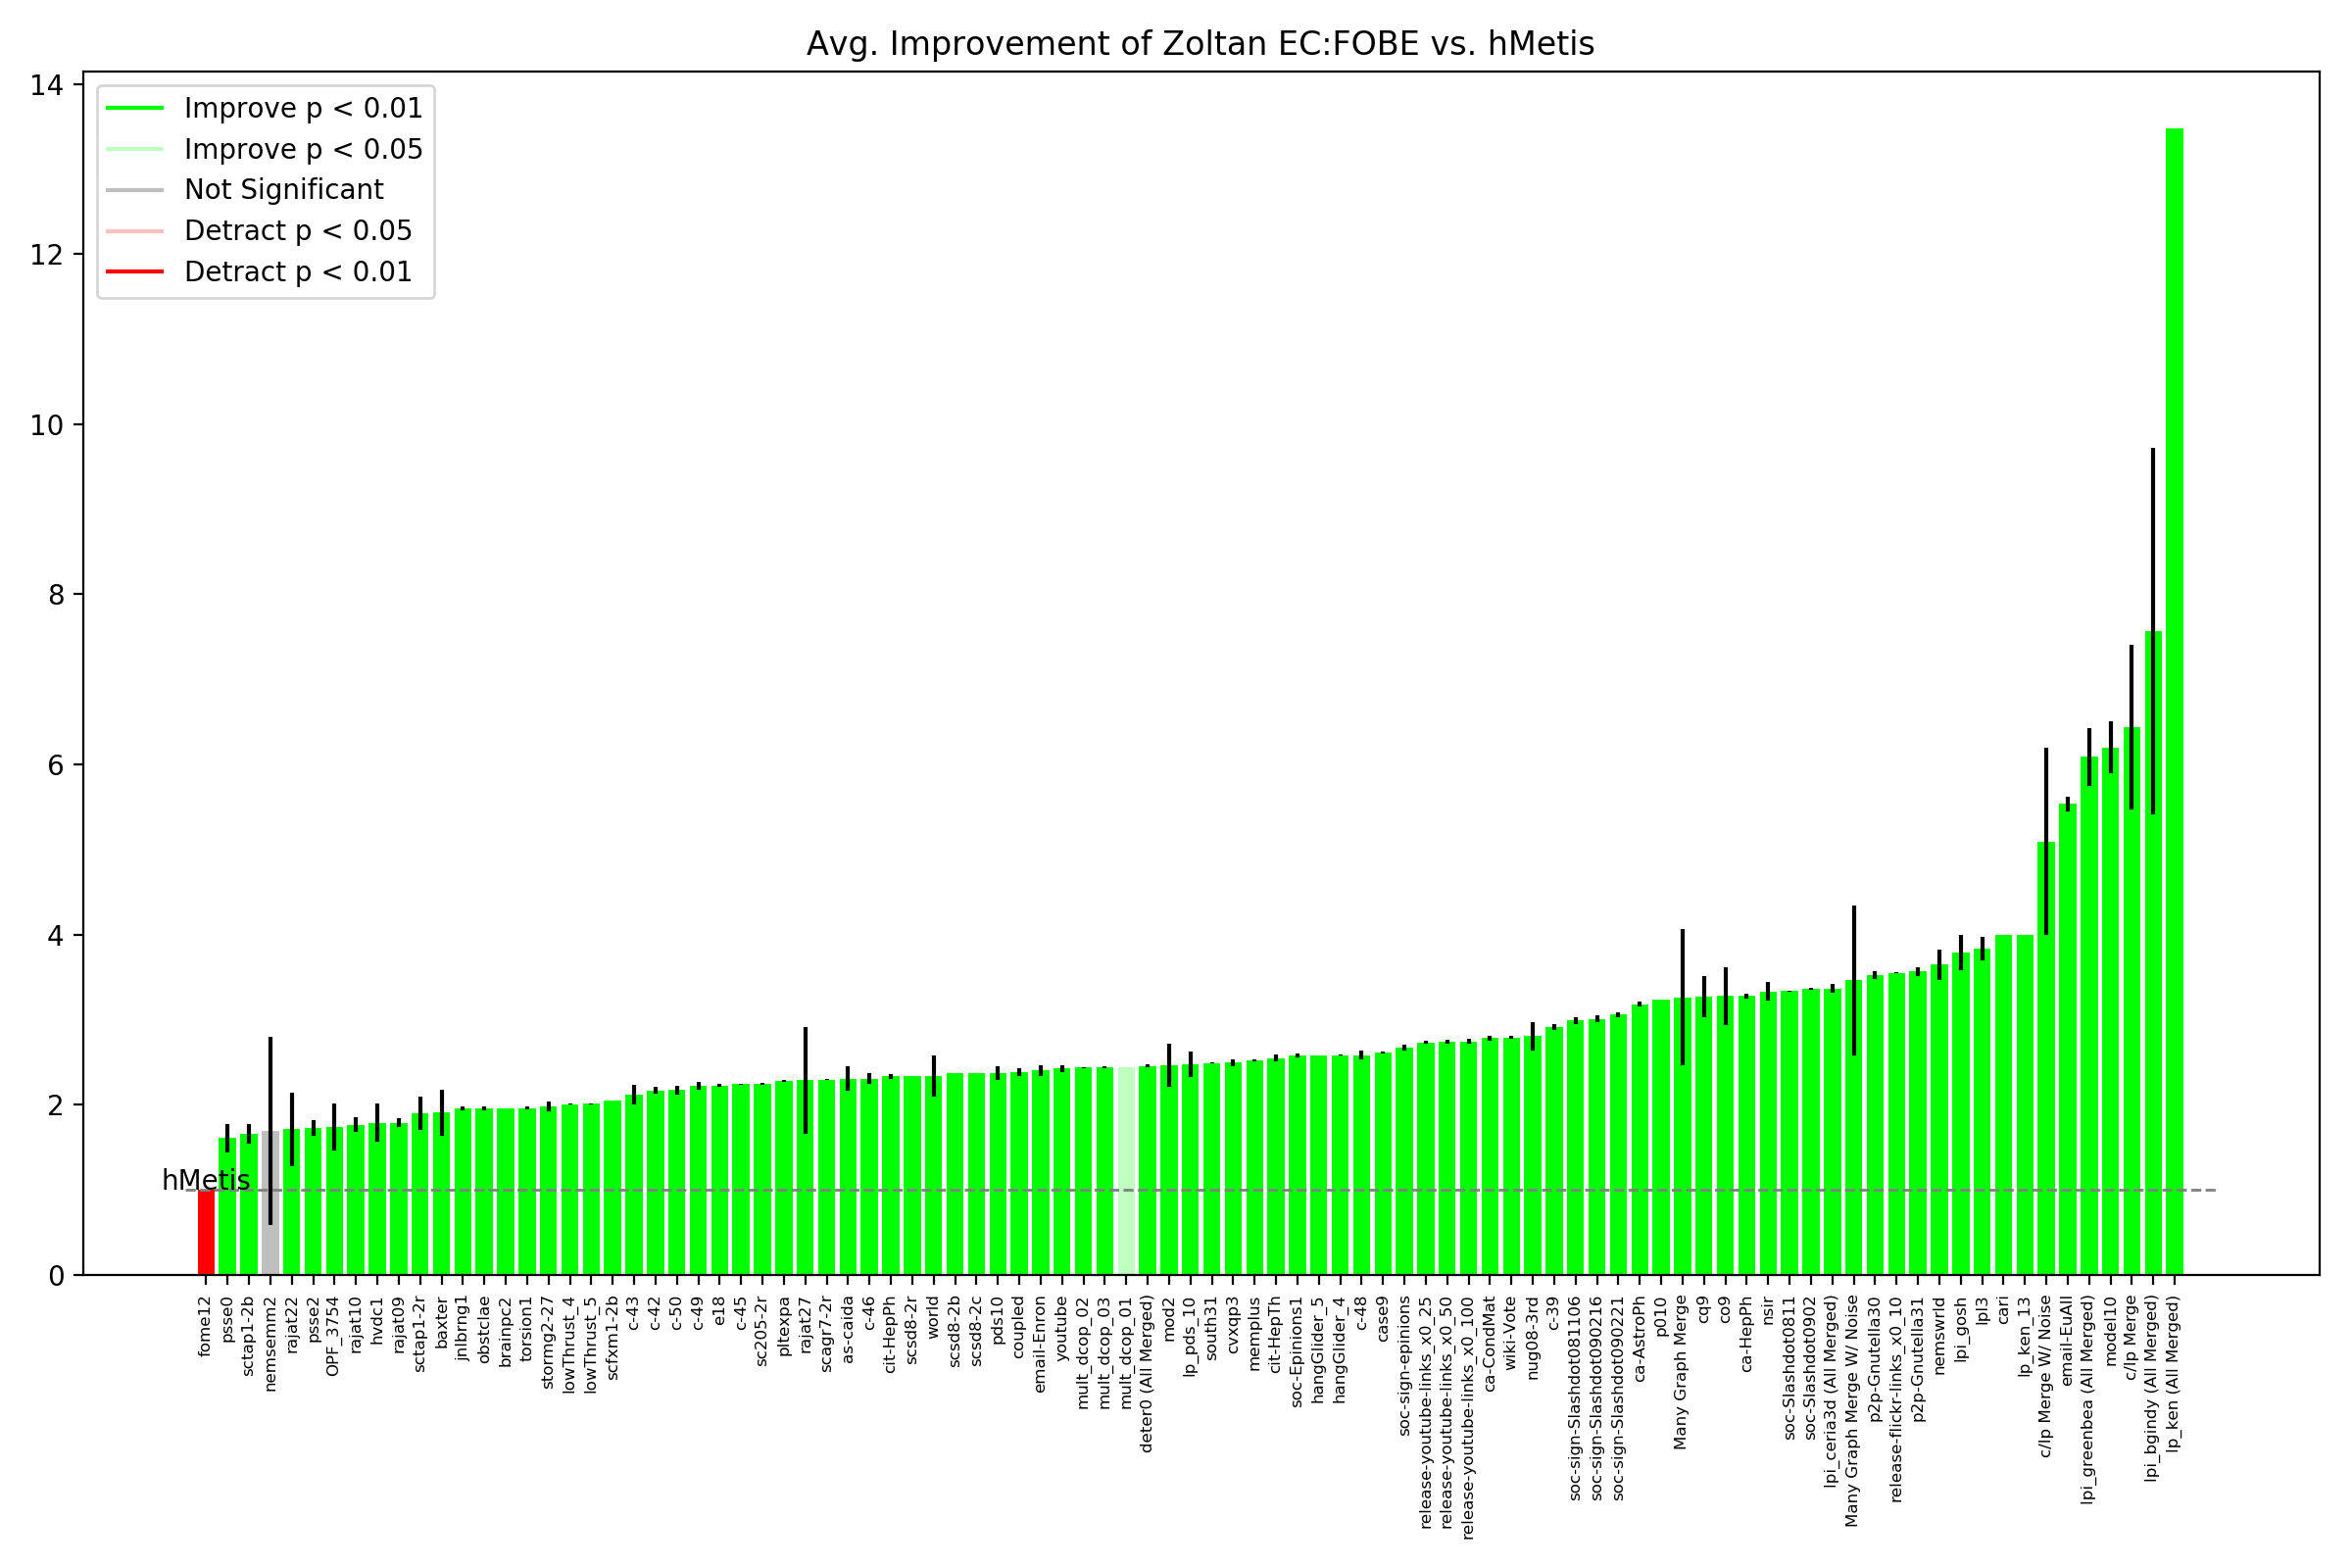 Avg. Improvement of Zoltan EC:FOBE vs. hMetis
14
12
10
8
6
4
2
0
Improve p < 0.01
Improve p < 0.05
Not Significant
Detract p < 0.05
Detract p < 0.01
hMetis
fome12
psse0
sctap1-2b
nemsemm2
rajat22
psse2
OPF_3754
rajat10
hvdc1
rajat09
sctap1-2r
baxter
jnlbrng1
obstclae
brainpc2
torsion1
stormg2-27
lowThrust_4
lowThrust_5
scfxm1-2b
c-43
c-42
c-50
c-49
e18
c-45
sc205-2r
pltexpa
rajat27
scagr7-2r
as-caida
c-46
cit-HepPh
scsd8-2r
world
scsd8-2b
scsd8-2c
pds10
coupled
email-Enron
youtube
mult_dcop_02
mult_dcop_03
mult_dcop_01
deter0 (All Merged)
mod2
lp_pds_10
south31
cvxqp3
memplus
cit-HepTh
soc-Epinions1
hangGlider_5
hangGlider_4
c-48
case9
soc-sign-epinions
release-youtube-links_x0_25
release-youtube-links_x0_50
release-youtube-links_x0_100
ca-CondMat
wiki-Vote
nug08-3rd
c-39
soc-sign-Slashdot081106
soc-sign-Slashdot090216
soc-sign-Slashdot090221
ca-AstroPh
p010
Many Graph Merge
cq9
co9
ca-HepPh
nsir
soc-Slashdot0811
soc-Slashdot0902
lpi_ceria3d (All Merged)
Many Graph Merge W/ Noise
p2p-Gnutella30
release-flickr-links_x0_10
p2p-Gnutella31
nemswrld
lpi_gosh
lpl3
cari
lp_ken_13
c/lp Merge W/ Noise
email-EuAll
lpi_greenbea (All Merged)
model10
c/lp Merge
lpi_bgindy (All Merged)
lp_ken (All Merged)